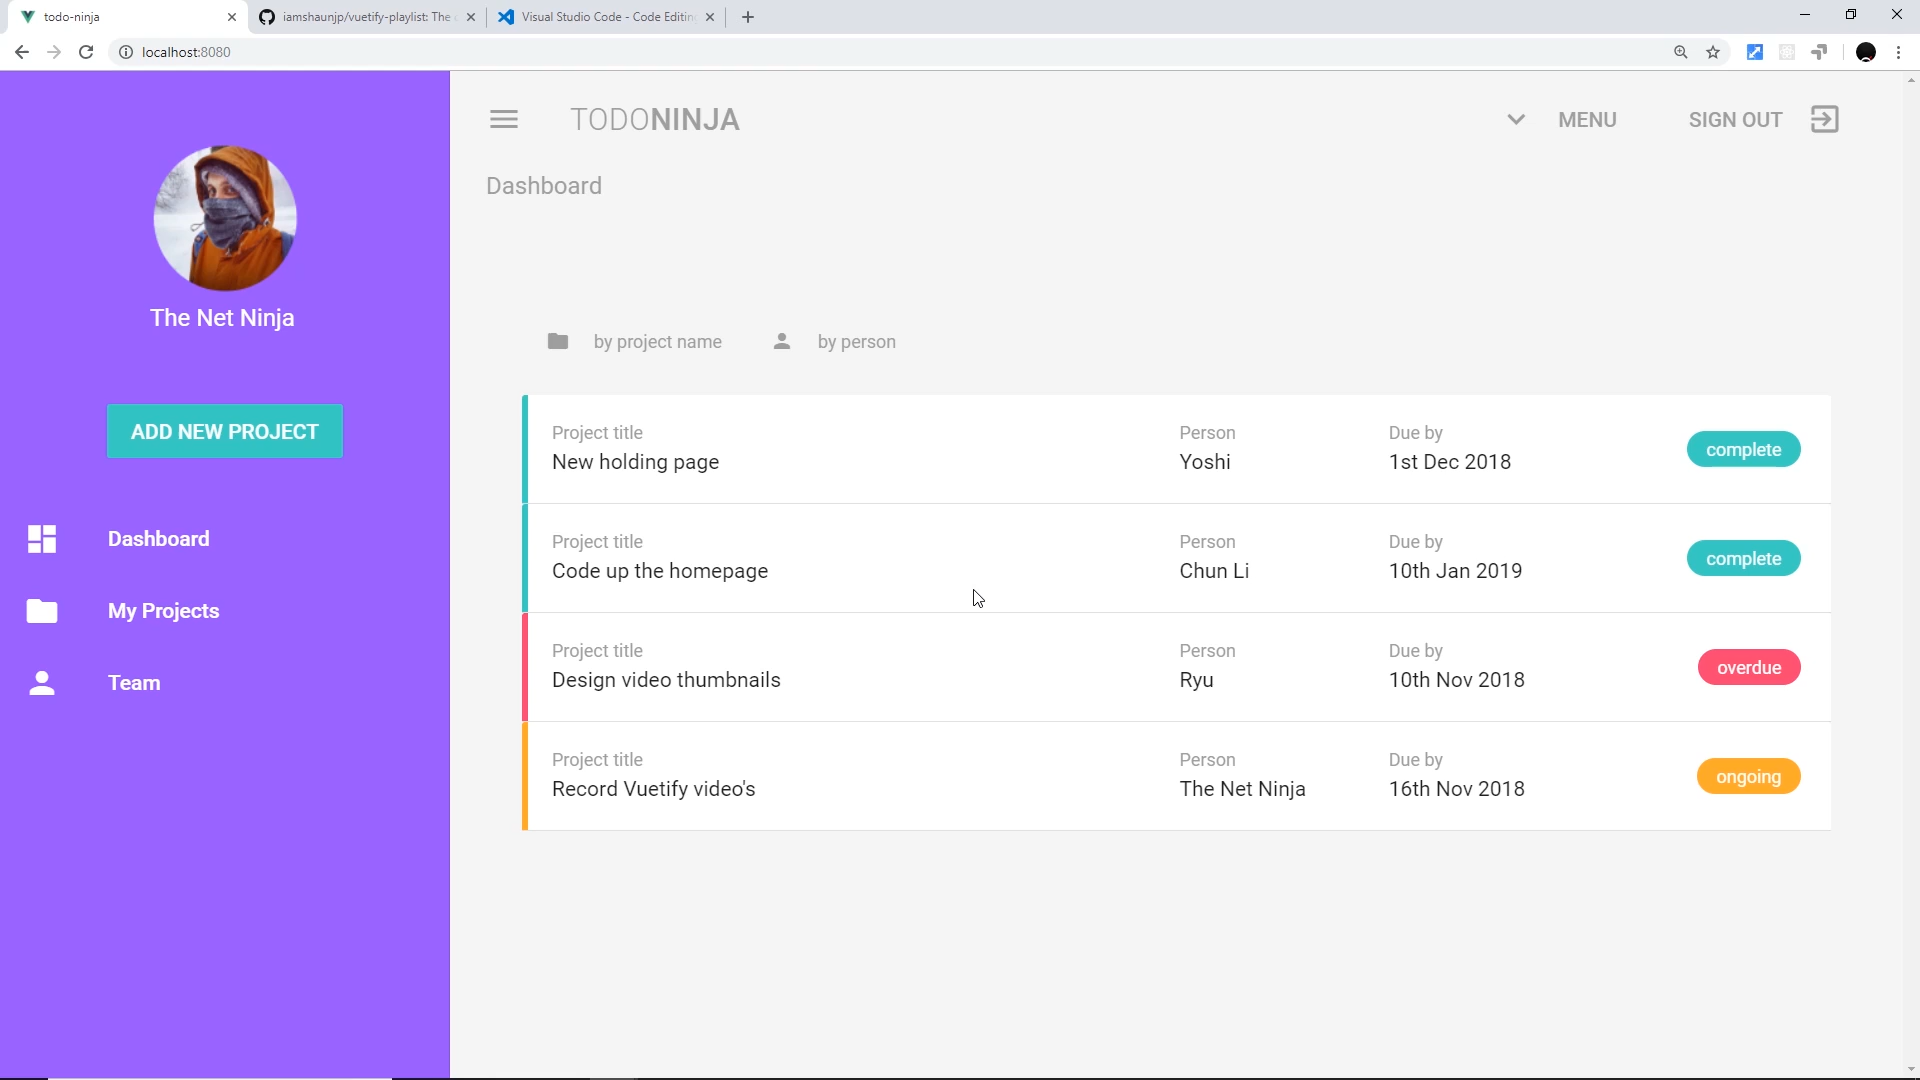 todo-ninja
iamshaunjp/vuetify-playlist: The
Visual Studio Code - Code Editin
localhost:8080
TODONINJA
MENU
SIGN OUT
Dashboard
The Net Ninja
ADD NEW PROJECT
Dashboard
My Projects
Team
by project name
by person
Project title
Person
Due by
New holding page
Yoshi
1st Dec 2018
complete
Project title
Person
Due by
Code up the homepage
Chun Li
10th Jan 2019
complete
Project title
Person
Due by
Design video thumbnails
Ryu
10th Nov 2018
overdue
Project title
Person
Due by
Record Vuetify video's
The Net Ninja
16th Nov 2018
ongoing